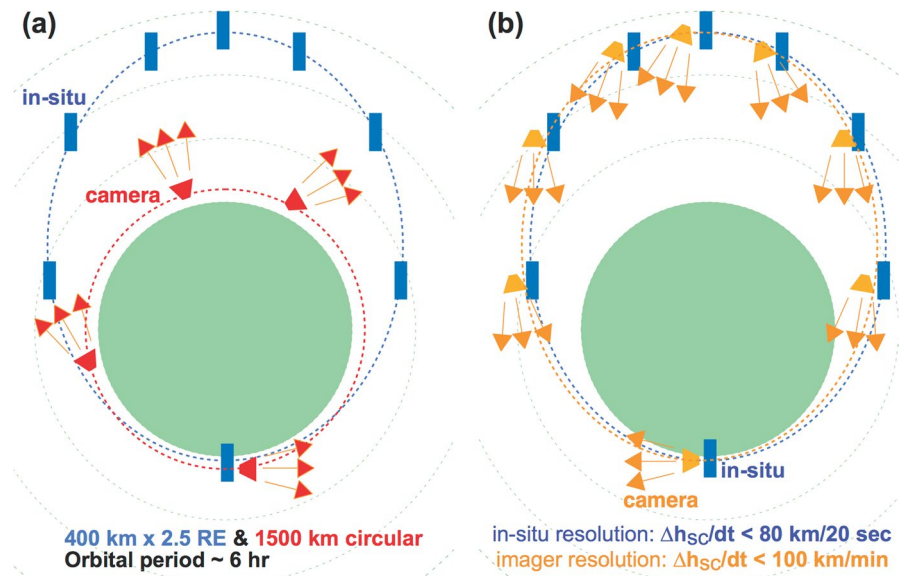 (a)
in-situ
camera
400 km x 2.5 RE & 1500 km circular
Orbital period ~ 6 hr
(b)
in-situ
camera
in-situ resolution: ΔhSC/dt < 80 km/20 sec
imager resolution: ΔhSC/dt < 100 km/min